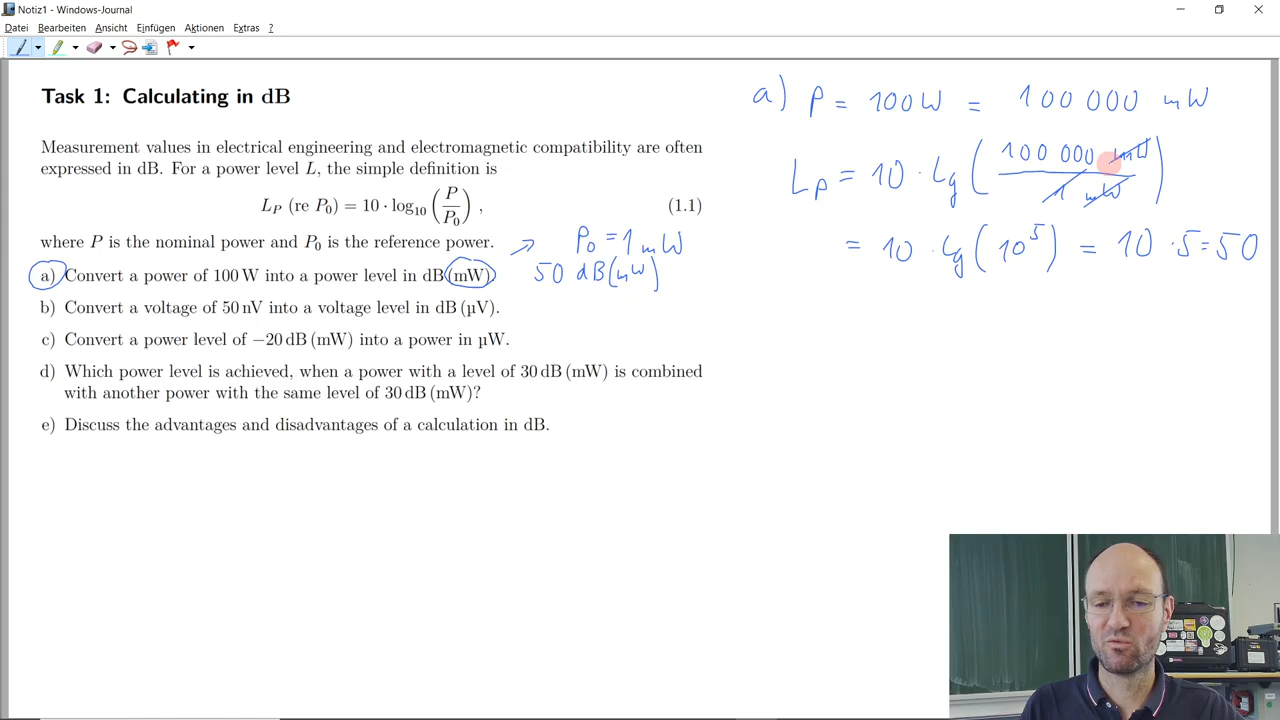 Notiz1 - Windows-Journal
Datei Bearbeiten Ansicht Einfügen Aktionen Extras ?
Task 1: Calculating in dB
Measurement values in electrical engineering and electromagnetic compatibility are often
expressed in dB. For a power level L, the simple definition is
L_P (re P_0) = 10 · log_10 (P/P_0) , (1.1)
where P is the nominal power and P_0 is the reference power.
a) Convert a power of 100 W into a power level in dB (mW).
b) Convert a voltage of 50 nV into a voltage level in dB (µV).
c) Convert a power level of −20 dB (mW) into a power in µW.
d) Which power level is achieved, when a power with a level of 30 dB (mW) is combined
with another power with the same level of 30 dB (mW)?
e) Discuss the advantages and disadvantages of a calculation in dB.
P_0 = 1 mW
50 dB(mW)
a) P = 100 W = 100 000 mW
L_P = 10 · lg (100 000 mW / 1 mW)
= 10 · lg (10^5) = 10 · 5 = 50